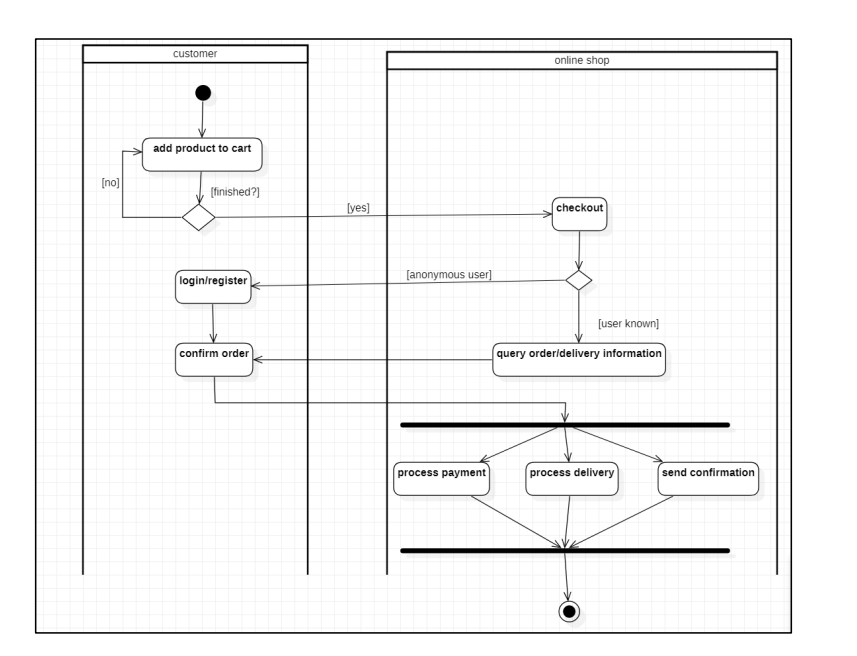 customer
online shop
add product to cart
[no]
[finished?]
[yes]
checkout
[anonymous user]
login/register
[user known]
confirm order
query order/delivery information
process payment
process delivery
send confirmation